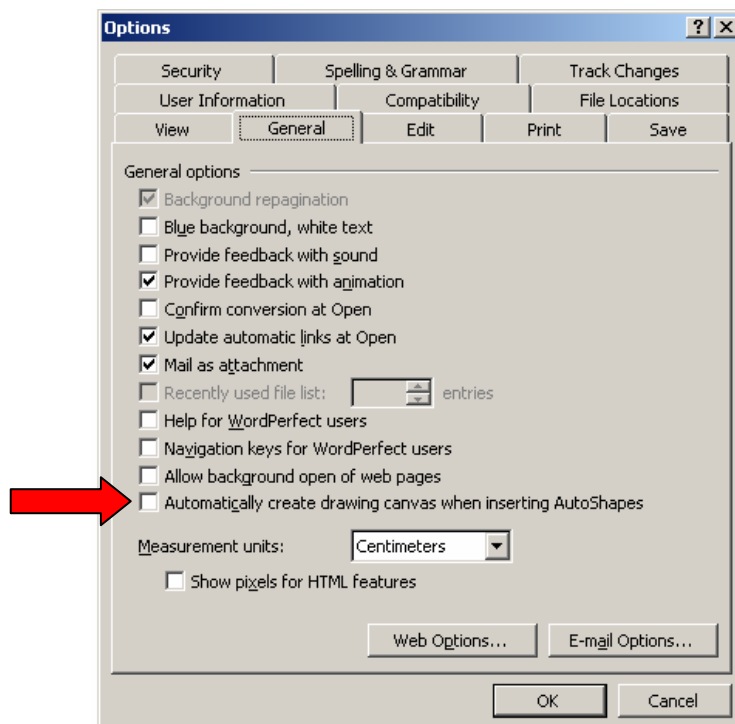 Options
Security Spelling & Grammar Track Changes
User Information Compatibility File Locations
View General Edit Print Save
General options
Background repagination
Blue background, white text
Provide feedback with sound
Provide feedback with animation
Confirm conversion at Open
Update automatic links at Open
Mail as attachment
Recently used file list: entries
Help for WordPerfect users
Navigation keys for WordPerfect users
Allow background open of web pages
Automatically create drawing canvas when inserting AutoShapes
Measurement units: Centimeters
Show pixels for HTML features
Web Options... E-mail Options...
OK Cancel